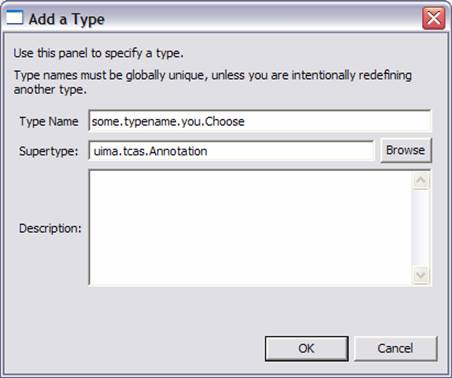 Add a Type
Use this panel to specify a type.
Type names must be globally unique, unless you are intentionally redefining
another type.
Type Name some.typename.you.Choose
Supertype: uima.tcas.Annotation Browse
Description:
OK Cancel